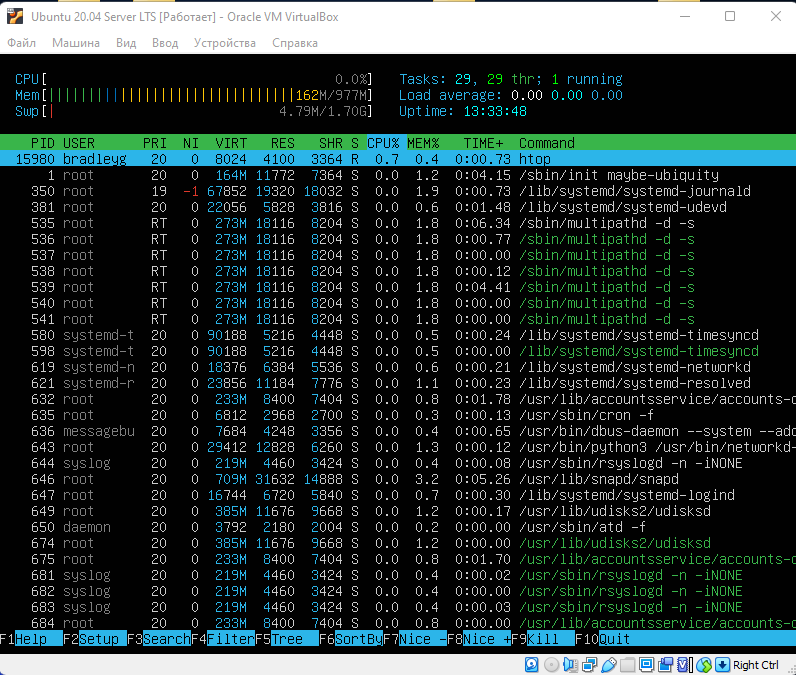 Ubuntu 20.04 Server LTS [Работает] - Oracle VM VirtualBox
Файл Машина Вид Ввод Устройства Справка
CPU[ 0.0%] Tasks: 29, 29 thr; 1 running
Mem[||||||||||||||||||||||||||||||162M/977M] Load average: 0.00 0.00 0.00
Swp[| 4.79M/1.70G] Uptime: 13:33:48
PID USER PRI NI VIRT RES SHR S CPU% MEM% TIME+ Command
15980 bradleyg 20 0 8024 4100 3364 R 0.7 0.4 0:00.73 htop
1 root 20 0 164M 11772 7364 S 0.0 1.2 0:04.15 /sbin/init maybe-ubiquity
350 root 19 -1 67852 19320 18032 S 0.0 1.9 0:00.73 /lib/systemd/systemd-journald
381 root 20 0 22056 5828 3816 S 0.0 0.6 0:01.48 /lib/systemd/systemd-udevd
535 root RT 0 273M 18116 8204 S 0.0 1.8 0:06.34 /sbin/multipathd -d -s
536 root RT 0 273M 18116 8204 S 0.0 1.8 0:00.77 /sbin/multipathd -d -s
537 root RT 0 273M 18116 8204 S 0.0 1.8 0:00.00 /sbin/multipathd -d -s
538 root RT 0 273M 18116 8204 S 0.0 1.8 0:00.12 /sbin/multipathd -d -s
539 root RT 0 273M 18116 8204 S 0.0 1.8 0:04.41 /sbin/multipathd -d -s
540 root RT 0 273M 18116 8204 S 0.0 1.8 0:00.00 /sbin/multipathd -d -s
541 root RT 0 273M 18116 8204 S 0.0 1.8 0:00.00 /sbin/multipathd -d -s
580 systemd-t 20 0 90188 5216 4448 S 0.0 0.5 0:00.24 /lib/systemd/systemd-timesyncd
598 systemd-t 20 0 90188 5216 4448 S 0.0 0.5 0:00.00 /lib/systemd/systemd-timesyncd
619 systemd-n 20 0 18376 6384 5536 S 0.0 0.6 0:00.21 /lib/systemd/systemd-networkd
621 systemd-r 20 0 23856 11184 7776 S 0.0 1.1 0:00.23 /lib/systemd/systemd-resolved
632 root 20 0 233M 8400 7404 S 0.0 0.8 0:01.78 /usr/lib/accountsservice/accounts-d
635 root 20 0 6812 2968 2700 S 0.0 0.3 0:00.13 /usr/sbin/cron -f
636 messagebu 20 0 7684 4248 3356 S 0.0 0.4 0:00.65 /usr/bin/dbus-daemon --system --add
643 root 20 0 29412 12828 6260 S 0.0 1.3 0:00.12 /usr/bin/python3 /usr/bin/networkd-
644 syslog 20 0 219M 4460 3424 S 0.0 0.4 0:00.08 /usr/sbin/rsyslogd -n -iNONE
646 root 20 0 709M 31632 14888 S 0.0 3.2 0:05.26 /usr/lib/snapd/snapd
647 root 20 0 16744 6720 5840 S 0.0 0.7 0:00.30 /lib/systemd/systemd-logind
649 root 20 0 385M 11676 9668 S 0.0 1.2 0:00.17 /usr/lib/udisks2/udisksd
650 daemon 20 0 3792 2180 2004 S 0.0 0.2 0:00.00 /usr/sbin/atd -f
674 root 20 0 385M 11676 9668 S 0.0 1.2 0:00.00 /usr/lib/udisks2/udisksd
675 root 20 0 233M 8400 7404 S 0.0 0.8 0:01.70 /usr/lib/accountsservice/accounts-d
681 syslog 20 0 219M 4460 3424 S 0.0 0.4 0:00.02 /usr/sbin/rsyslogd -n -iNONE
682 syslog 20 0 219M 4460 3424 S 0.0 0.4 0:00.00 /usr/sbin/rsyslogd -n -iNONE
683 syslog 20 0 219M 4460 3424 S 0.0 0.4 0:00.03 /usr/sbin/rsyslogd -n -iNONE
684 root 20 0 233M 8400 7404 S 0.0 0.8 0:00.00 /usr/lib/accountsservice/accounts-d
F1Help F2Setup F3SearchF4FilterF5Tree F6SortByF7Nice -F8Nice +F9Kill F10Quit
Right Ctrl